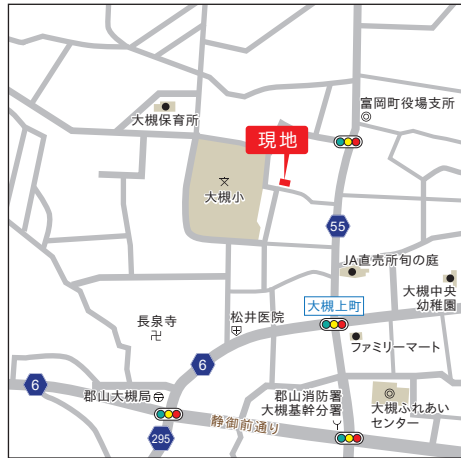 富岡町役場支所
大槻保育所
現地
大槻小
55
JA直売所旬の庭
大槻中央
幼稚園
大槻上町
長泉寺
松井医院
ファミリーマート
6
6
郡山大槻局
郡山消防署
大槻基幹分署
大槻ふれあい
センター
静御前通り
295